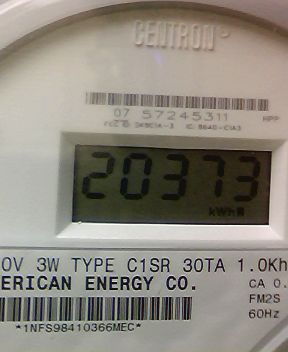 CENTRON®
07 57245311 HPP
20373
kWh
0V 3W TYPE C1SR 30TA 1.0Kh
ERICAN ENERGY CO. CA 0.
FM2S
60Hz
*1NFS98410366MEC*